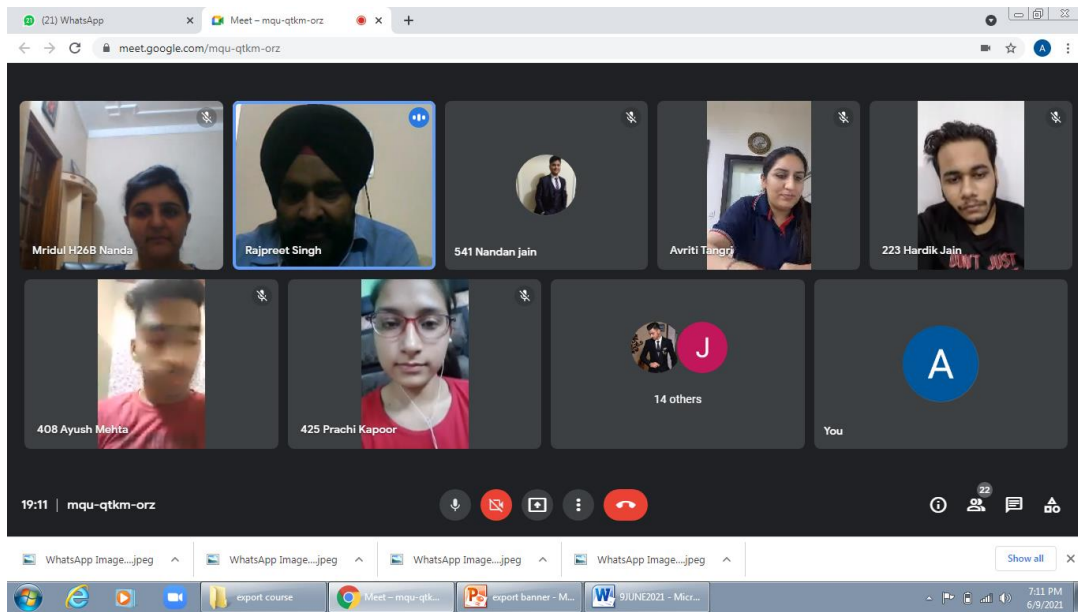 (21) WhatsApp
Meet – mqu-qtkm-orz
meet.google.com/mqu-qtkm-orz
A
Mridul H26B Nanda
Rajpreet Singh
541 Nandan jain
Avriti Tangri
223 Hardik Jain
DON'T JUST
408 Ayush Mehta
425 Prachi Kapoor
J
14 others
A
You
19:11 | mqu-qtkm-orz
22
WhatsApp Image....jpeg
WhatsApp Image....jpeg
WhatsApp Image....jpeg
WhatsApp Image....jpeg
Show all
export course
Meet – mqu-qtk...
export banner - M...
9JUNE2021 - Micr...
7:11 PM
6/9/2021